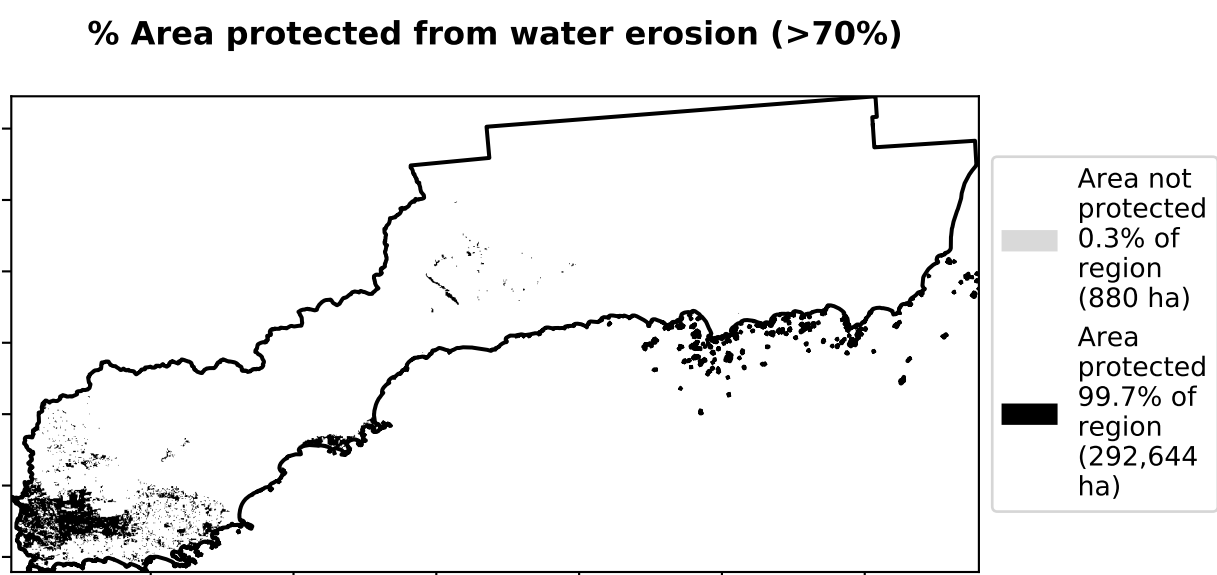 % Area protected from water erosion (>70%)
Area not
protected
0.3% of
region
(880 ha)
Area
protected
99.7% of
region
(292,644
ha)